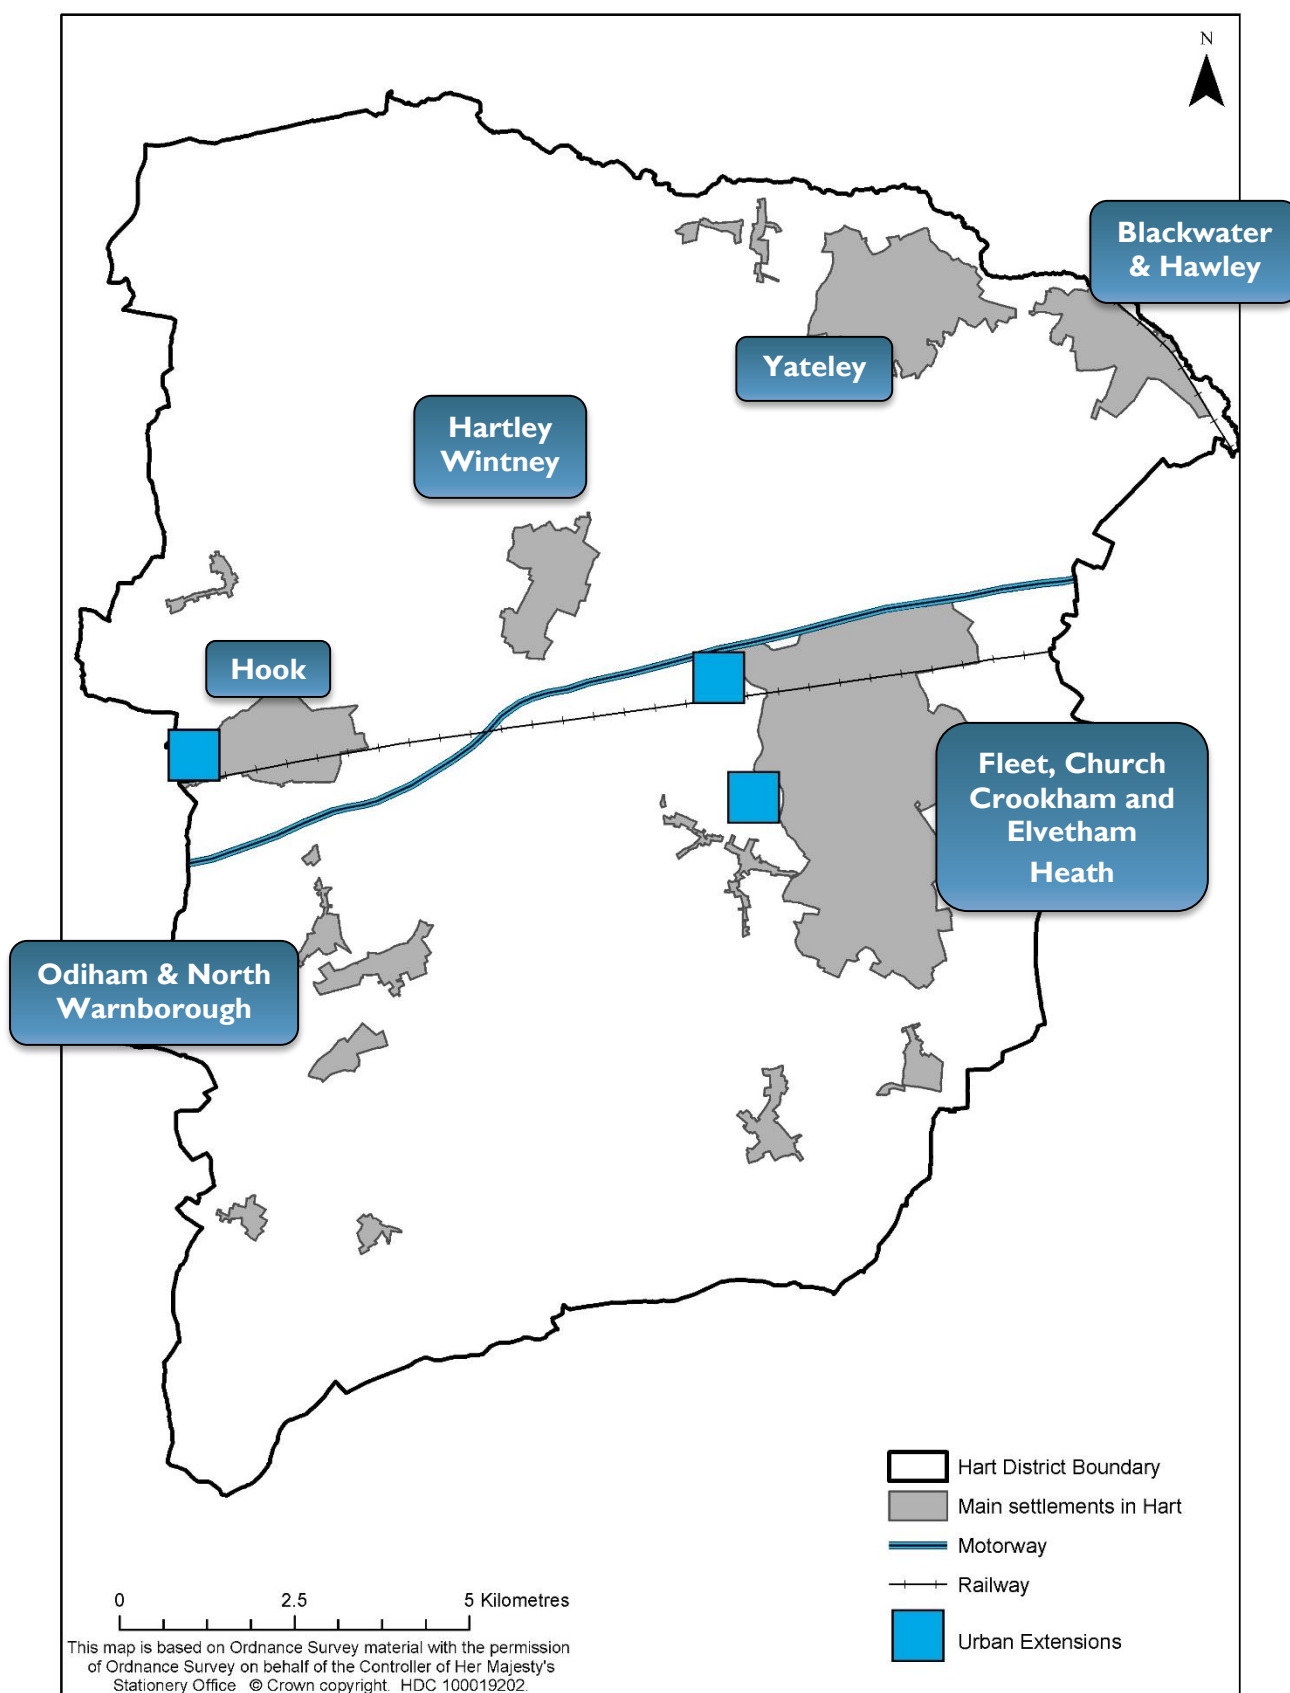 N
Blackwater
& Hawley
Yateley
Hartley
Wintney
Hook
Fleet, Church
Crookham and
Elvetham
Heath
Odiham & North
Warnborough
Hart District Boundary
Main settlements in Hart
Motorway
Railway
Urban Extensions
0 2.5 5 Kilometres
This map is based on Ordnance Survey material with the permission
of Ordnance Survey on behalf of the Controller of Her Majesty's
Stationery Office © Crown copyright. HDC 100019202.